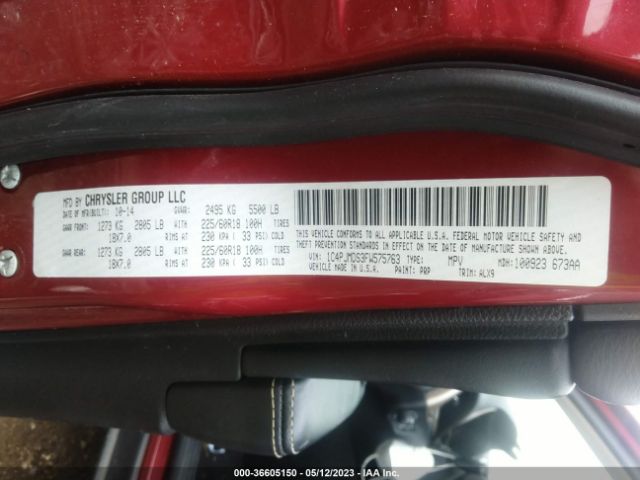 MFD BY CHRYSLER GROUP LLC
DATE OF MFR(BUILT): 10-14 GVWR: 2495 KG 5500 LB
GAWR FRONT: 1273 KG 2805 LB WITH 225/60R18 100H TIRES
18X7.0 RIMS AT 230 KPA ( 33 PSI) COLD
GAWR REAR: 1273 KG 2805 LB WITH 225/60R18 100H TIRES
18X7.0 RIMS AT 230 KPA ( 33 PSI) COLD
THIS VEHICLE CONFORMS TO ALL APPLICABLE U.S.A. FEDERAL MOTOR VEHICLE SAFETY AND
THEFT PREVENTION STANDARDS IN EFFECT ON THE DATE OF MANUFACTURE SHOWN ABOVE.
VIN: 1C4PJMDS3FW575763 TYPE: MPV MDH: 100923 673AA
VEHICLE MADE IN U.S.A. PAINT: PRP TRIM: ALX9
000-36605150 - 05/12/2023 - IAA Inc.